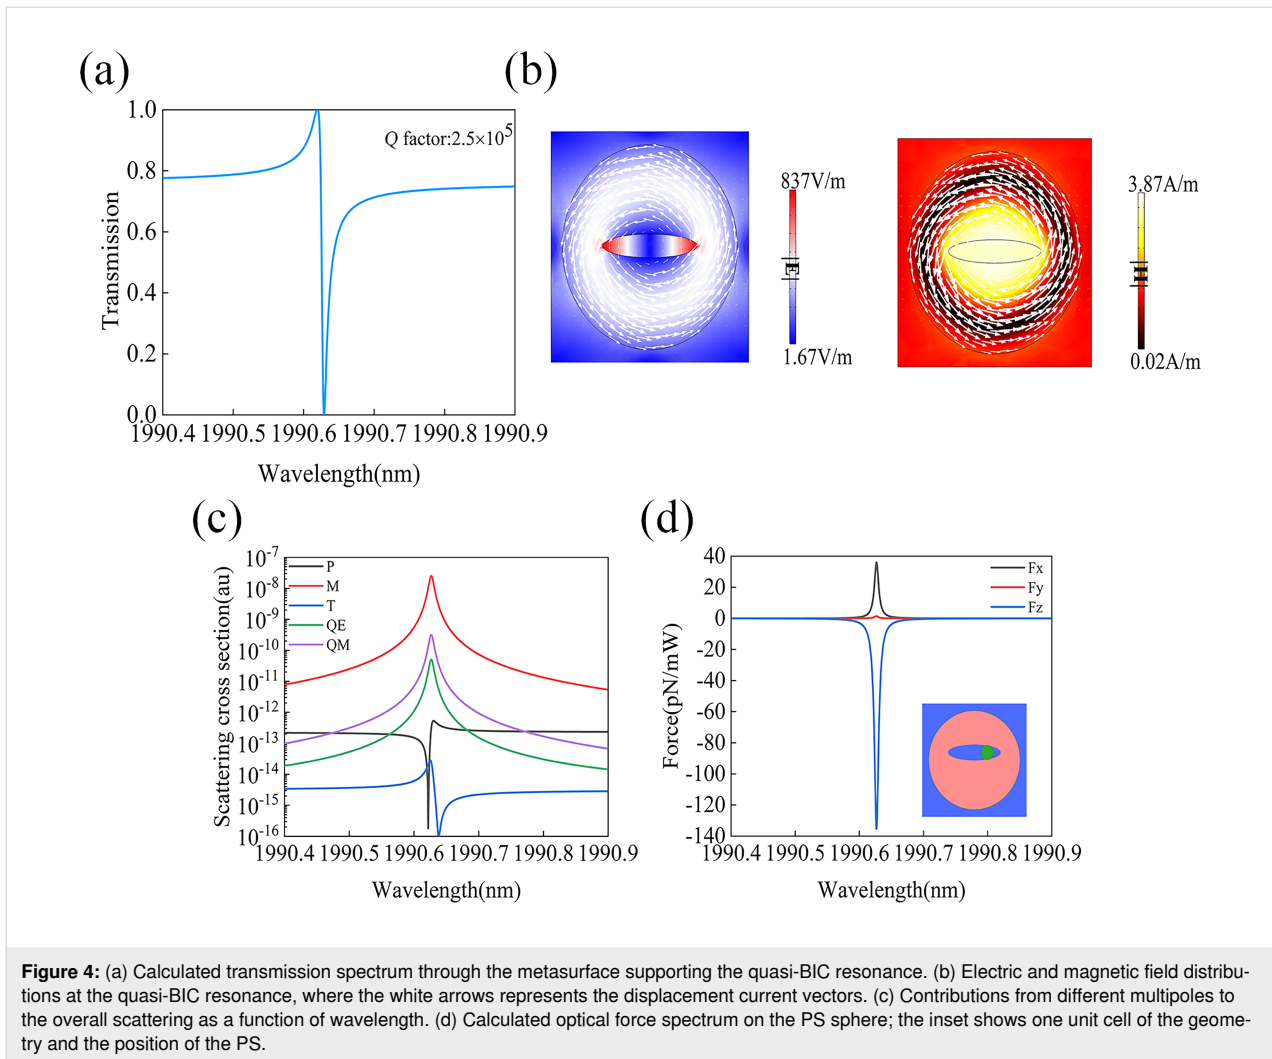 (a)
(b)
1.0
0.8
0.6
0.4
0.2
0.0
Transmission
Q factor:2.5×10^5
1990.4 1990.5 1990.6 1990.7 1990.8 1990.9
Wavelength(nm)
837V/m
|E|
1.67V/m
3.87A/m
|H|
0.02A/m
(c)
(d)
10^-7
10^-8
10^-9
10^-10
10^-11
10^-12
10^-13
10^-14
10^-15
10^-16
Scattering cross section(au)
P
M
T
QE
QM
1990.4 1990.5 1990.6 1990.7 1990.8 1990.9
Wavelength(nm)
40
20
0
-20
-40
-60
-80
-100
-120
-140
Force(pN/mW)
Fx
Fy
Fz
1990.4 1990.5 1990.6 1990.7 1990.8 1990.9
Wavelength(nm)
Figure 4: (a) Calculated transmission spectrum through the metasurface supporting the quasi-BIC resonance. (b) Electric and magnetic field distribu-
tions at the quasi-BIC resonance, where the white arrows represents the displacement current vectors. (c) Contributions from different multipoles to
the overall scattering as a function of wavelength. (d) Calculated optical force spectrum on the PS sphere; the inset shows one unit cell of the geome-
try and the position of the PS.